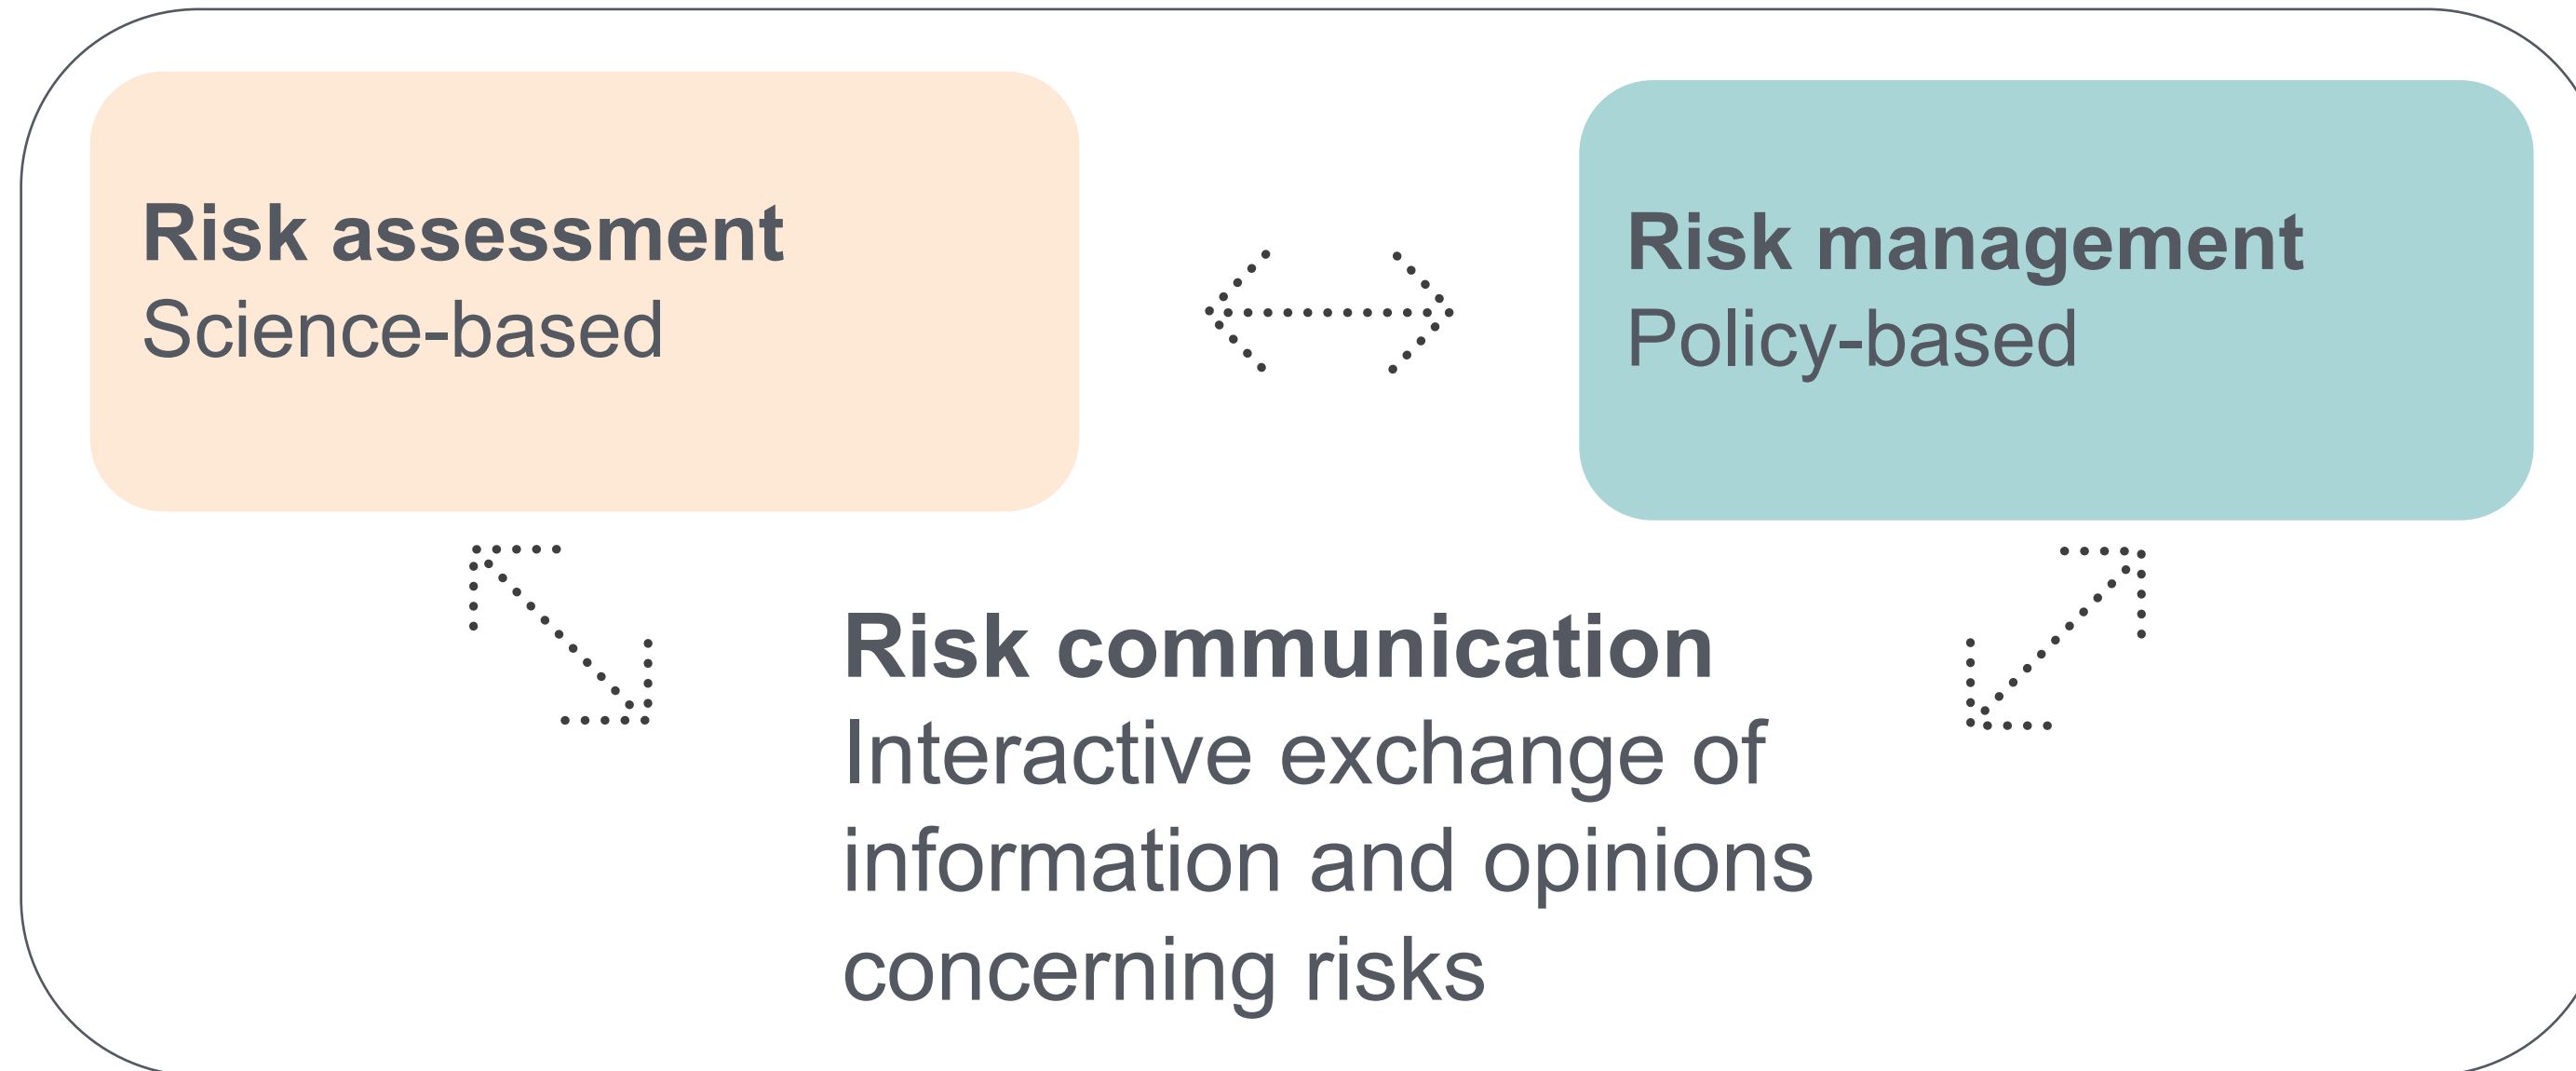 Risk assessment
Science-based
Risk management
Policy-based
Risk communication
Interactive exchange of
information and opinions
concerning risks